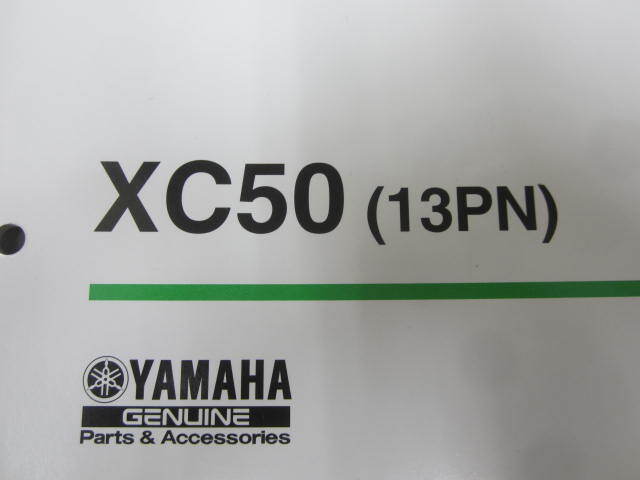 XC50 (13PN)
YAMAHA
GENUINE
Parts & Accessories